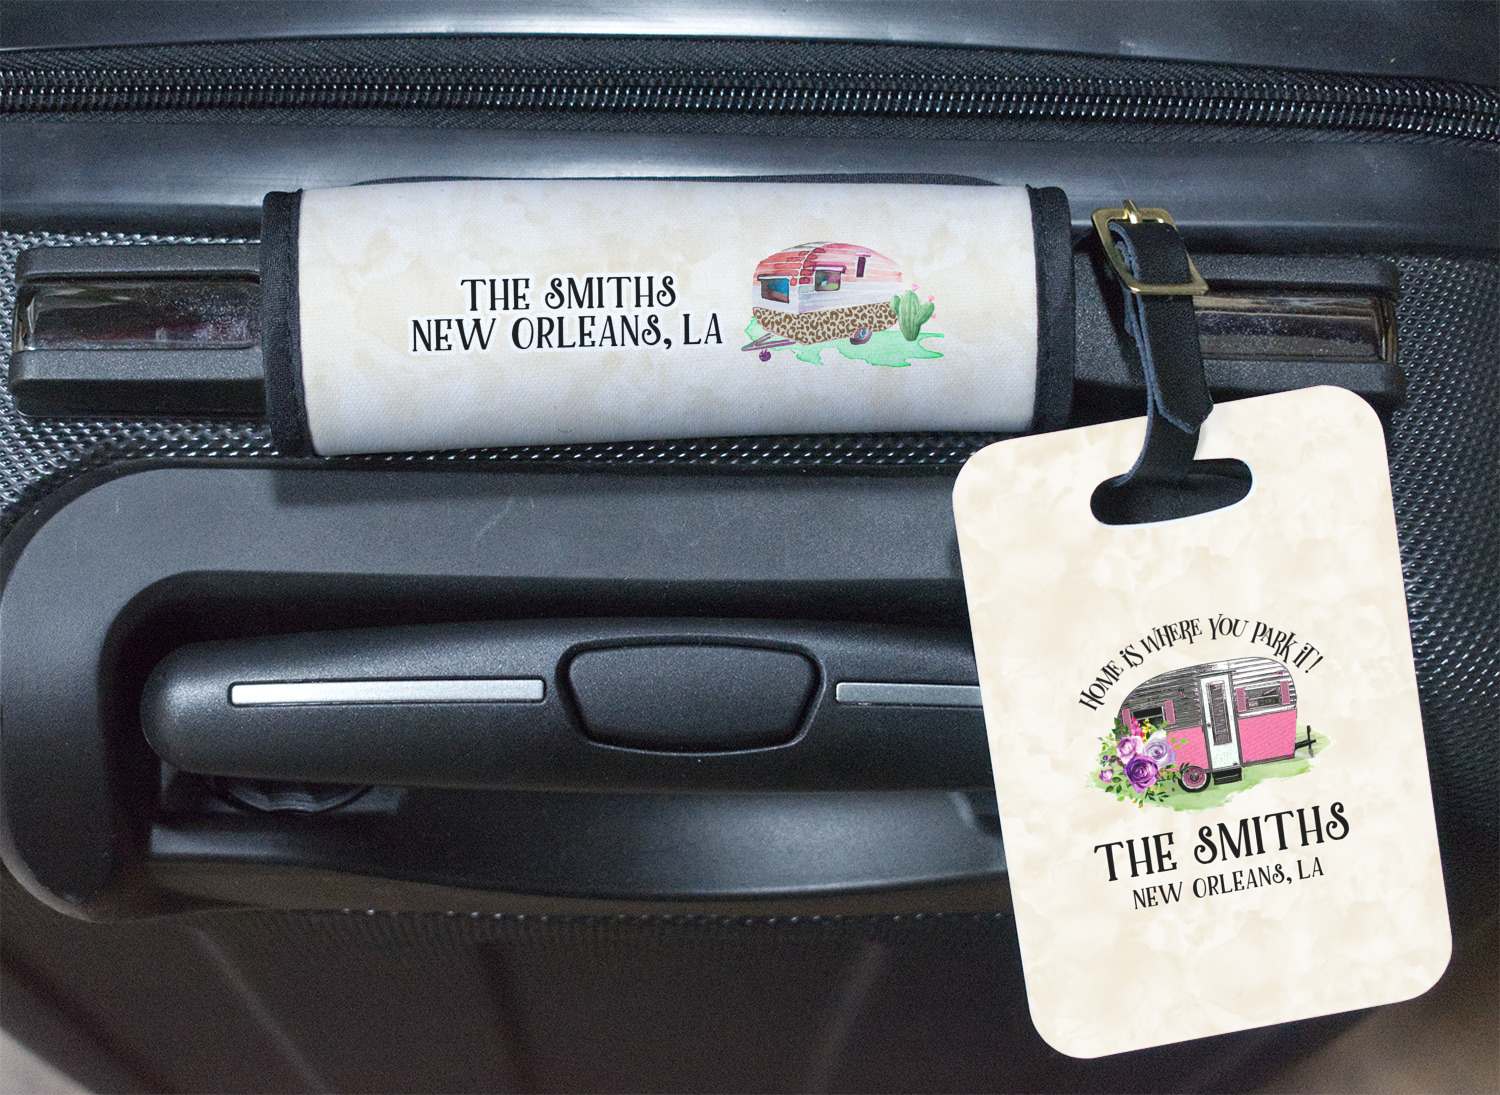 THE SMITHS
NEW ORLEANS, LA
HOME iS WHERE YOU PARK iT!
THE SMITHS
NEW ORLEANS, LA